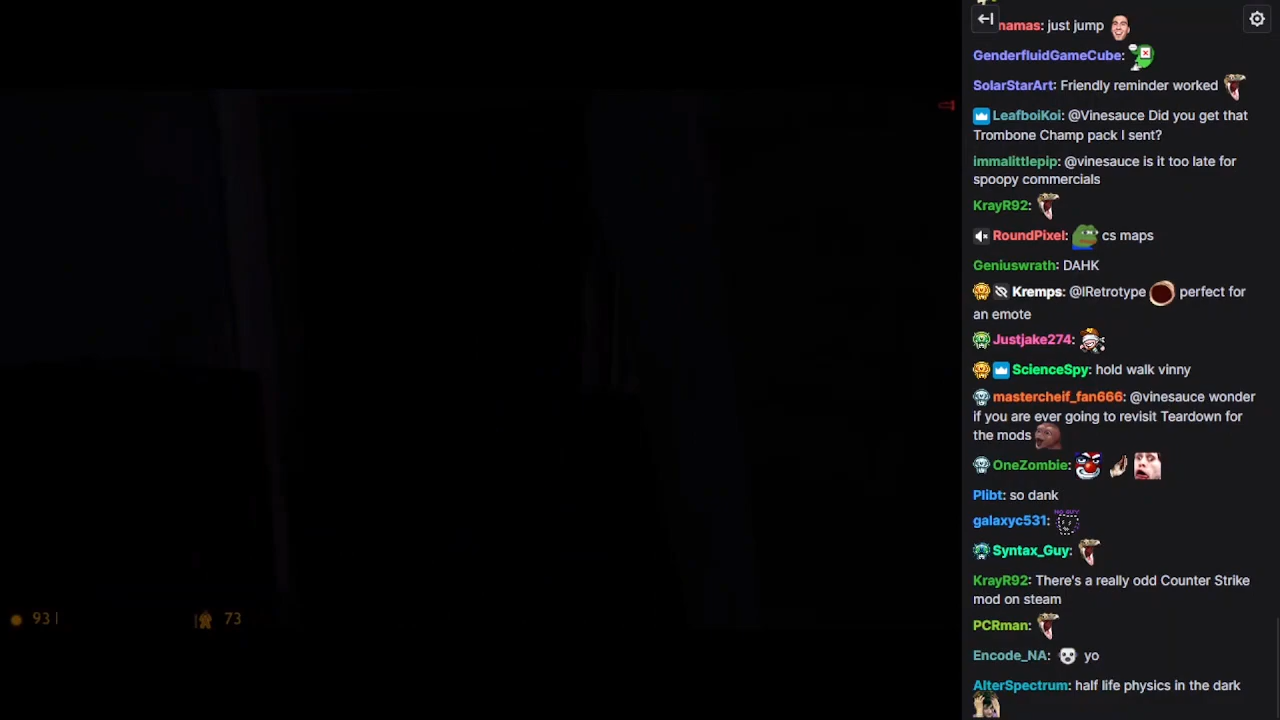 namas: just jump
GenderfluidGameCube:
SolarStarArt: Friendly reminder worked
LeafboiKoi: @Vinesauce Did you get that
Trombone Champ pack I sent?
immalittlepip: @vinesauce is it too late for
spoopy commercials
KrayR92:
RoundPixel: cs maps
Geniuswrath: DAHK
Kremps: @IRetrotype perfect for
an emote
Justjake274:
ScienceSpy: hold walk vinny
mastercheif_fan666: @vinesauce wonder
if you are ever going to revisit Teardown for
the mods
OneZombie:
Plibt: so dank
galaxyc531:
Syntax_Guy:
KrayR92: There's a really odd Counter Strike
mod on steam
PCRman:
Encode_NA: yo
AlterSpectrum: half life physics in the dark
93
73